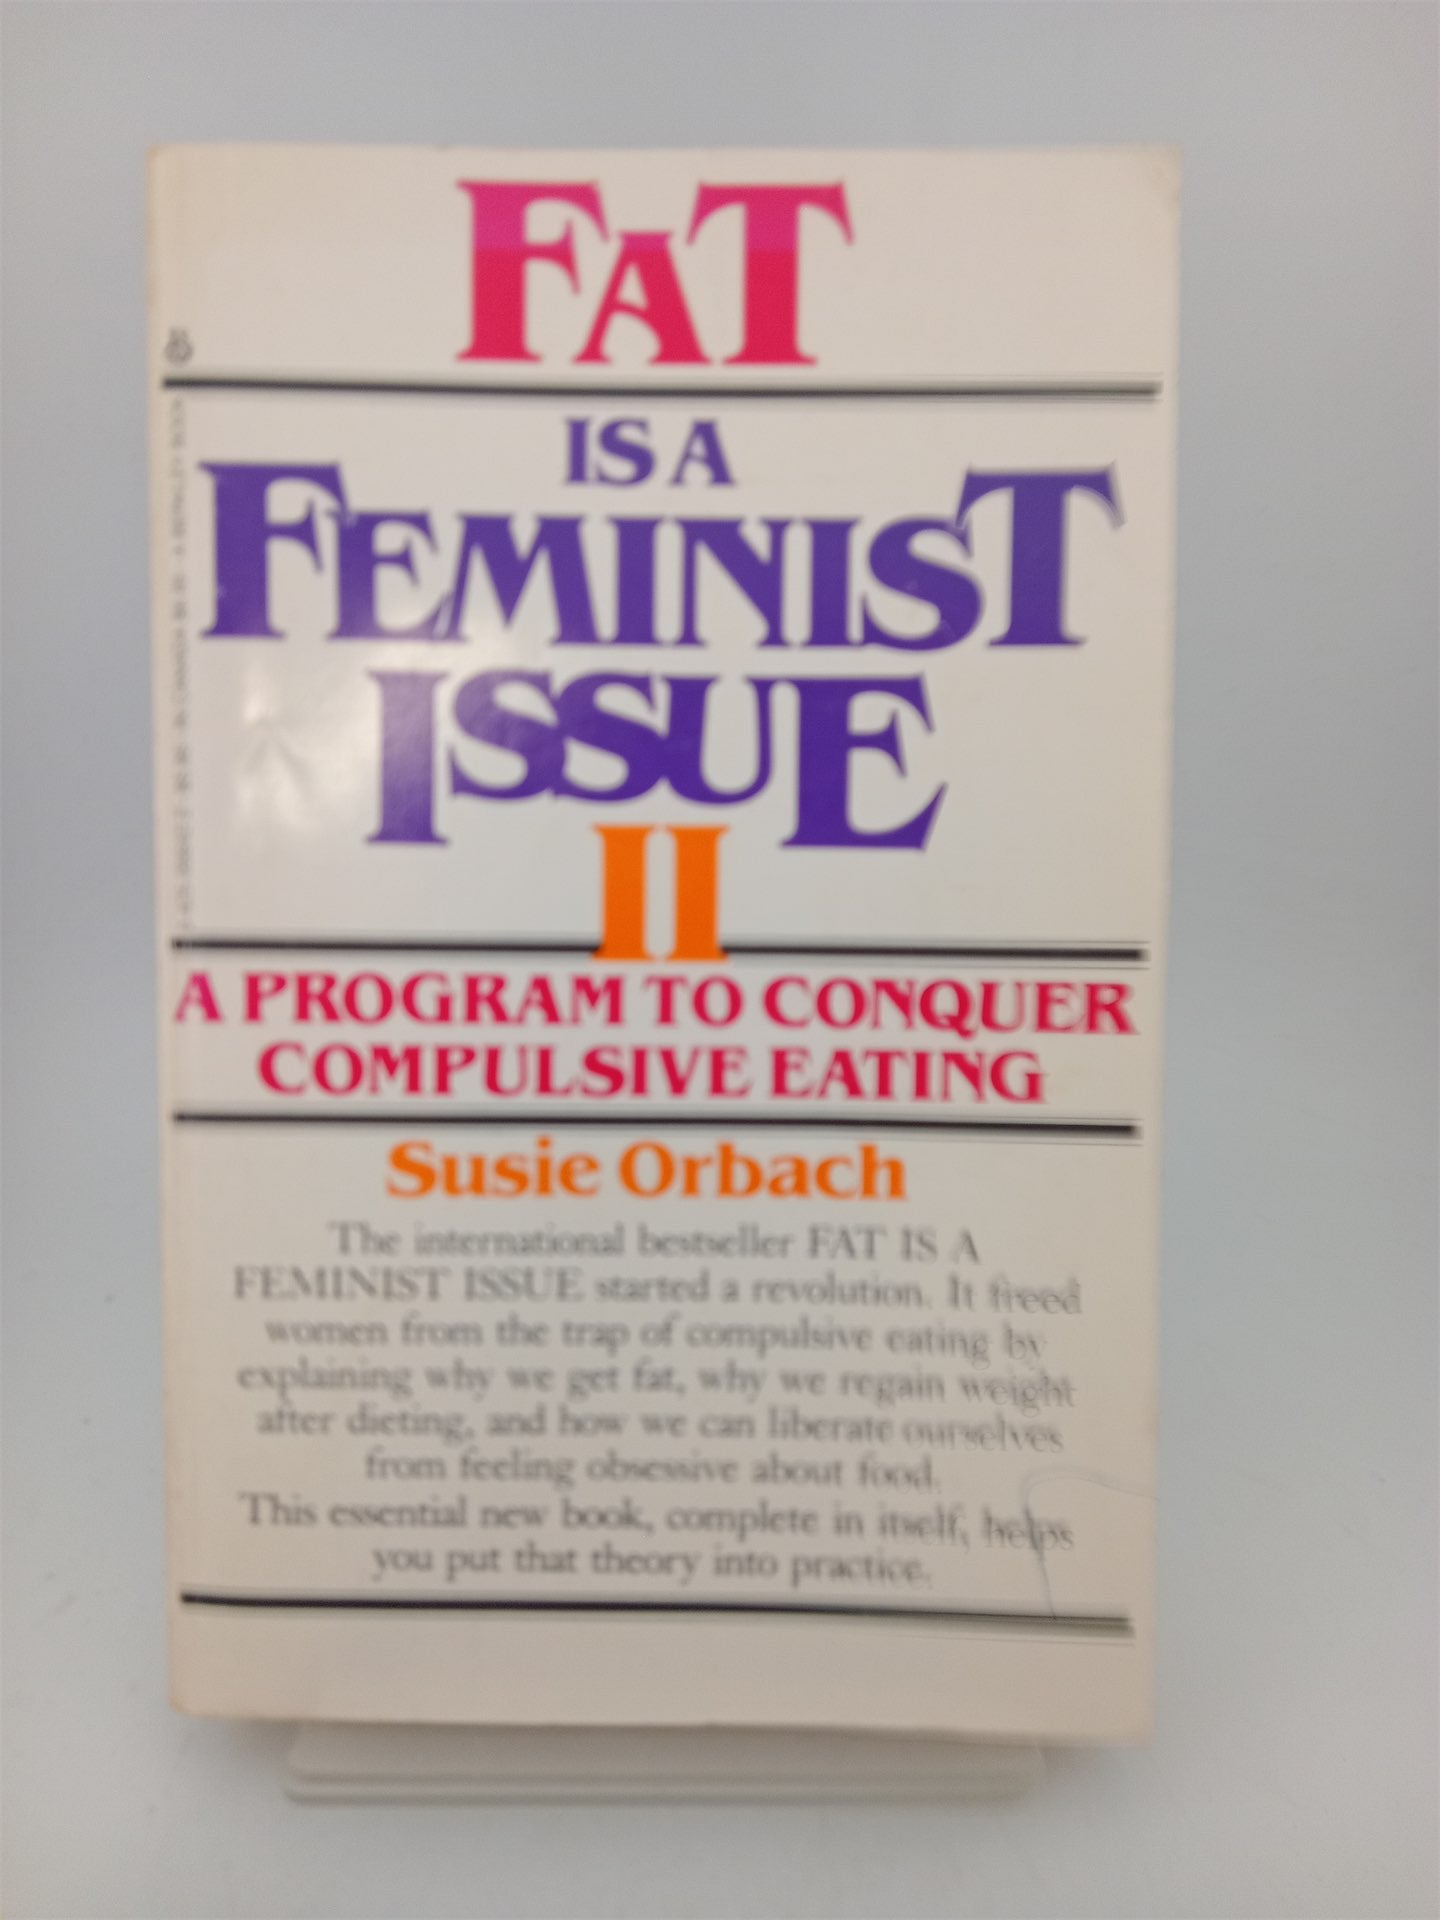 FAT
IS A
FEMINIST
ISSUE
II
A PROGRAM TO CONQUER
COMPULSIVE EATING
Susie Orbach
The international bestseller FAT IS A
FEMINIST ISSUE started a revolution. It freed
women from the trap of compulsive eating by
explaining why we get fat, why we regain weight
after dieting, and how we can liberate ourselves
from feeling obsessive about food.
This essential new book, complete in itself, helps
you put that theory into practice.